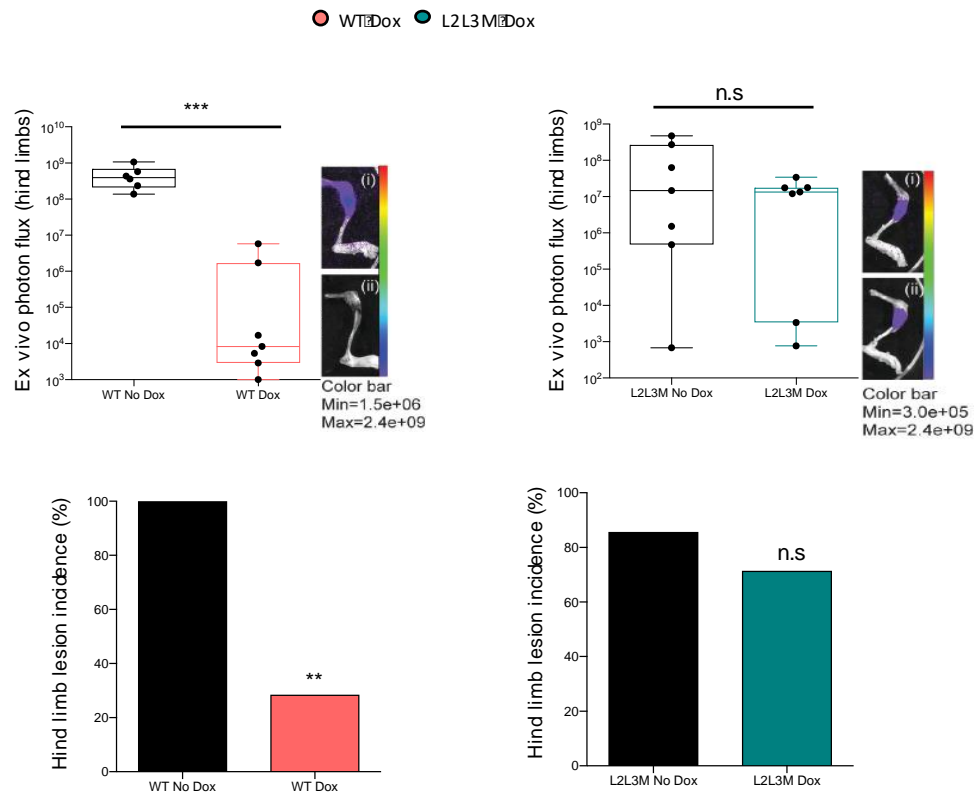 WT Dox L2L3M Dox
***
Ex vivo photon flux (hind limbs)
10^10
10^9
10^8
10^7
10^6
10^5
10^4
10^3
WT No Dox WT Dox
(i)
(ii)
Color bar
Min=1.5e+06
Max=2.4e+09
n.s
Ex vivo photon flux (hind limbs)
10^9
10^8
10^7
10^6
10^5
10^4
10^3
10^2
L2L3M No Dox L2L3M Dox
(i)
(ii)
Color bar
Min=3.0e+05
Max=2.4e+09
Hind limb lesion incidence (%)
100
80
60
40
20
0
**
WT No Dox WT Dox
Hind limb lesion incidence (%)
100
80
60
40
20
0
n.s
L2L3M No Dox L2L3M Dox